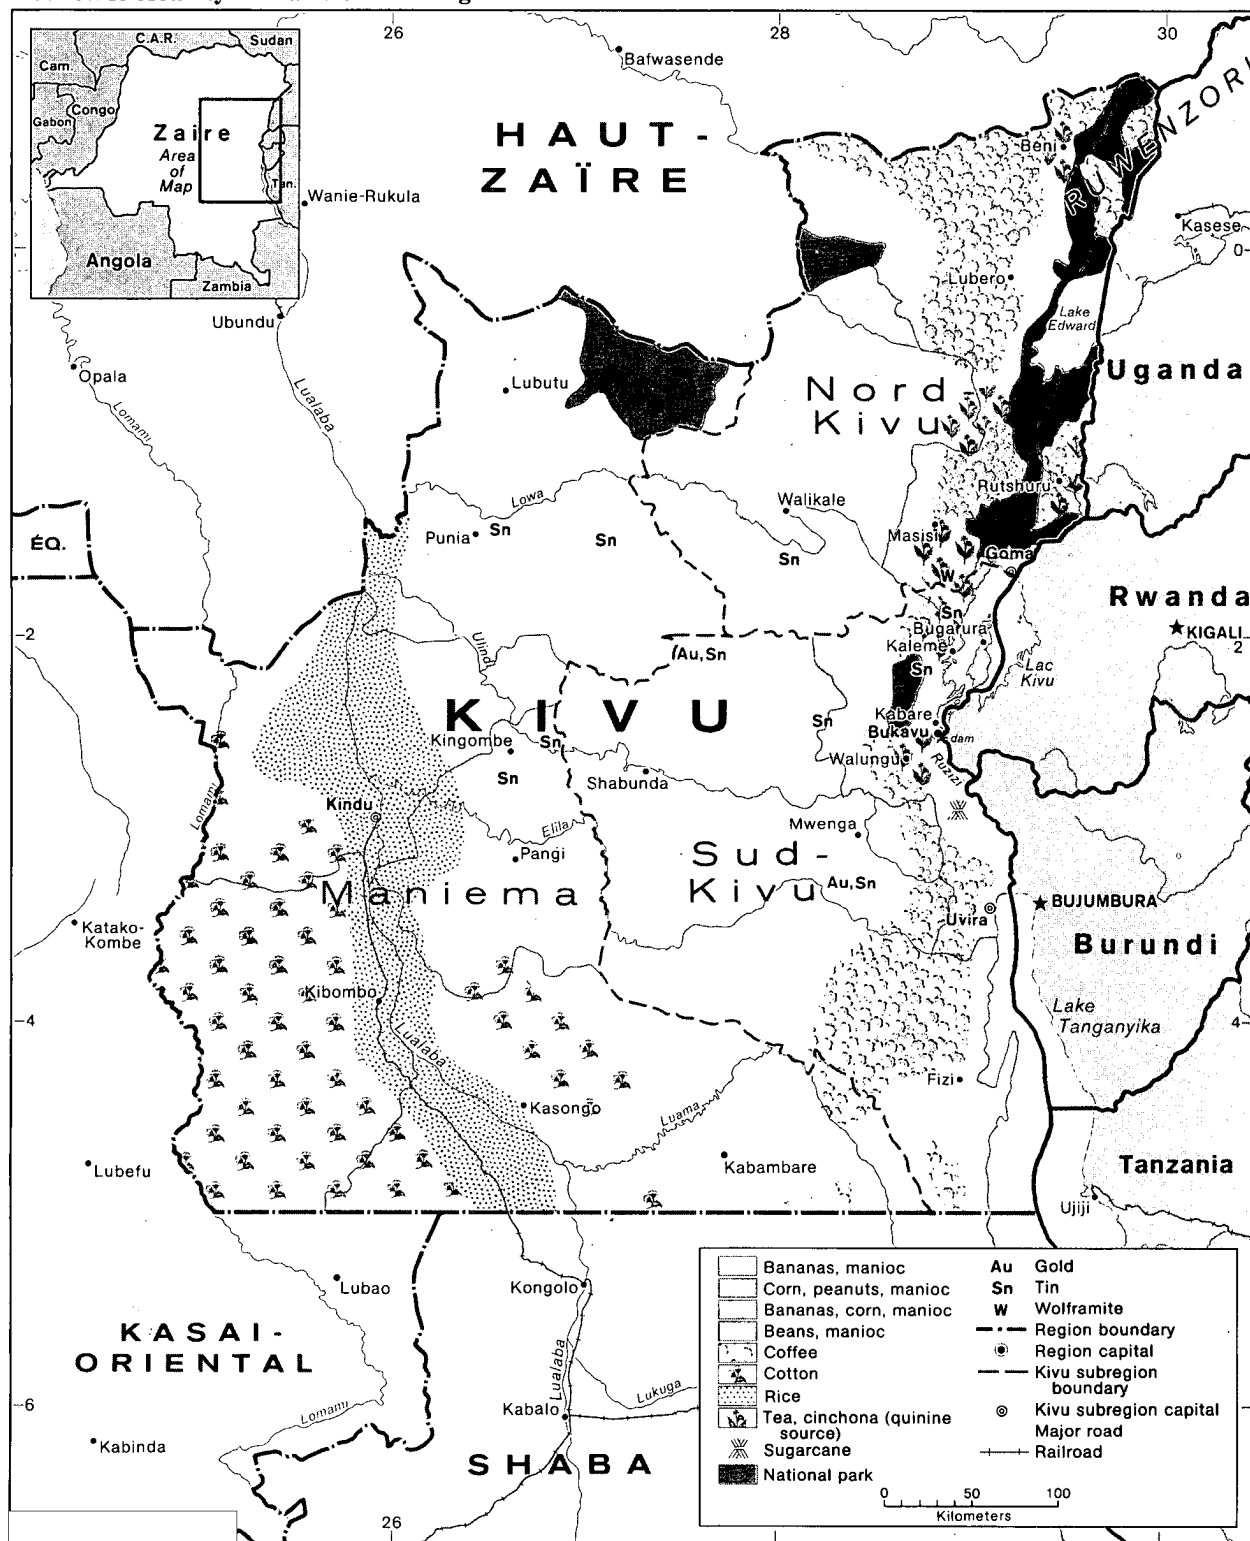 26
28
30
C.A.R.
Sudan
Cam.
Congo
Gabon
Zaire
Area
of
Map
Tan.
Angola
Zambia
Bafwasende
HAUT-
ZAÏRE
Beni
RUWENZORI
Wanie-Rukula
Kasese
0
Lubero
Lake
Edward
Ubundu
Opala
Lualaba
Lomami
Lubutu
Nord
Kivu
Uganda
Rutshuru
Lowa
Walikale
ÉQ.
Punia
Sn
Sn
Sn
Masisi
Goma
W
Rwanda
Sn
2
Bugarura
KIGALI
2
Ulindi
Au,Sn
Kaleme
Sn
Lac
Kivu
KIVU
Kingombe
Sn
Sn
Kabare
Bukavu
dam
Sn
Shabunda
Walungu
Ruzizi
Lomami
Kindu
Elila
Pangi
Mwenga
Sud-
Kivu
Au,Sn
Maniema
Katako-
Kombe
Uvira
BUJUMBURA
Burundi
Kibombo
Lake
Tanganyika
4
4
Lualaba
Fizi
Kasongo
Luama
Lubefu
Kabambare
Tanzania
Ujiji
Lubao
Kongolo
KASAI-
ORIENTAL
Lualaba
Lukuga
6
Lomami
Kabalo
Kabinda
SHABA
26
Bananas, manioc
Corn, peanuts, manioc
Bananas, corn, manioc
Beans, manioc
Coffee
Cotton
Rice
Tea, cinchona (quinine
source)
Sugarcane
National park
Au Gold
Sn Tin
W Wolframite
Region boundary
Region capital
Kivu subregion
boundary
Kivu subregion capital
Major road
Railroad
0 50 100
Kilometers